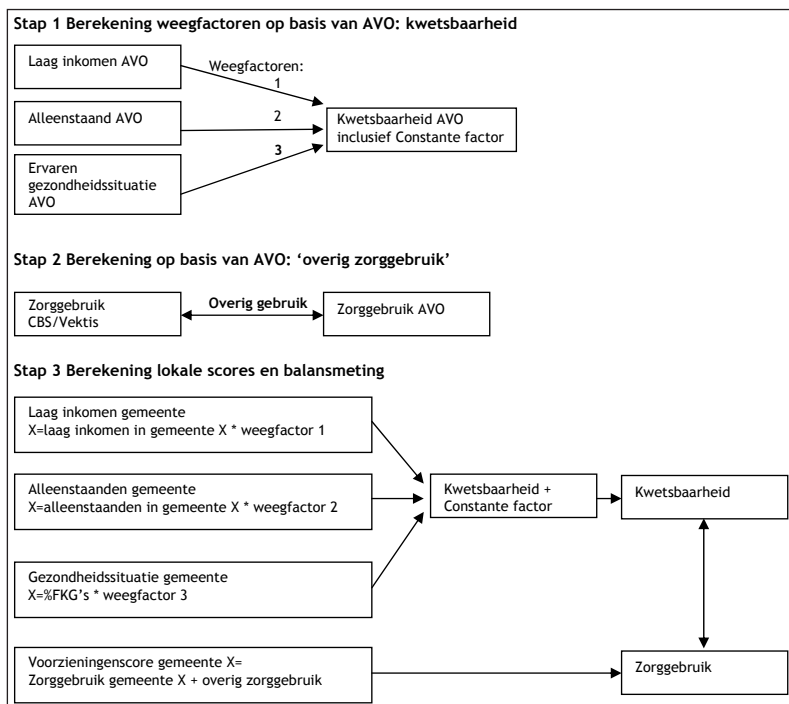 Stap 1 Berekening weegfactoren op basis van AVO: kwetsbaarheid
Laag inkomen AVO
Weegfactoren:
1
Alleenstaand AVO
2
Kwetsbaarheid AVO
inclusief Constante factor
3
Ervaren
gezondheidssituatie
AVO
Stap 2 Berekening op basis van AVO: ‘overig zorggebruik’
Zorggebruik
CBS/Vektis
Overig gebruik
Zorggebruik AVO
Stap 3 Berekening lokale scores en balansmeting
Laag inkomen gemeente
X=laag inkomen in gemeente X * weegfactor 1
Alleenstaanden gemeente
X=alleenstaanden in gemeente X * weegfactor 2
Kwetsbaarheid +
Constante factor
Kwetsbaarheid
Gezondheidssituatie gemeente
X=%FKG’s * weegfactor 3
Voorzieningenscore gemeente X=
Zorggebruik gemeente X + overig zorggebruik
Zorggebruik